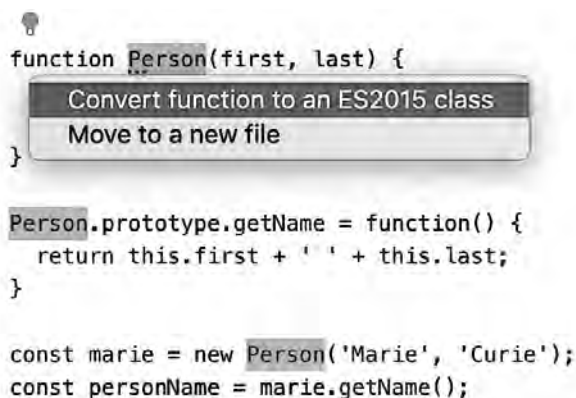 function Person(first, last) {
Convert function to an ES2015 class
Move to a new file
}
Person.prototype.getName = function() {
return this.first + ' ' + this.last;
}
const marie = new Person('Marie', 'Curie');
const personName = marie.getName();